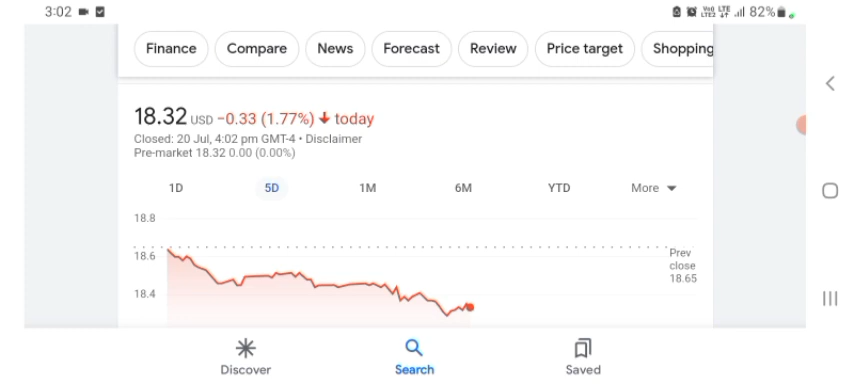 3:02 82%
Finance Compare News Forecast Review Price target Shopping
18.32 USD −0.33 (1.77%) today
Closed: 20 Jul, 4:02 pm GMT-4 • Disclaimer
Pre-market 18.32 0.00 (0.00%)
1D 5D 1M 6M YTD More
18.8
18.6
Prev
close
18.65
18.4
Discover Search Saved